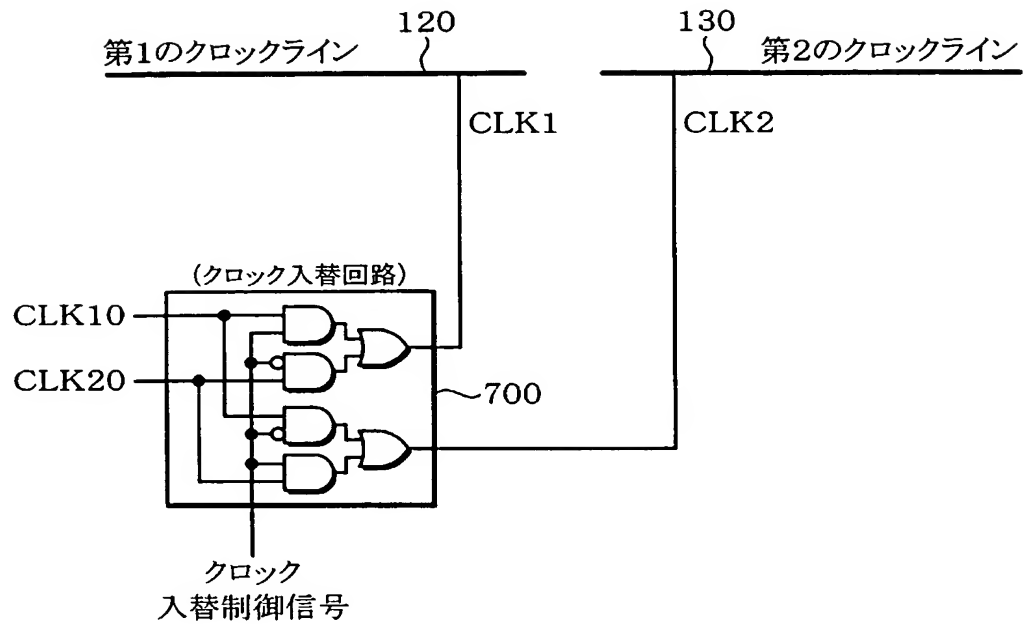 120
130
第1のクロックライン
第2のクロックライン
CLK1
CLK2
(クロック入替回路)
CLK10
CLK20
700
クロック
入替制御信号